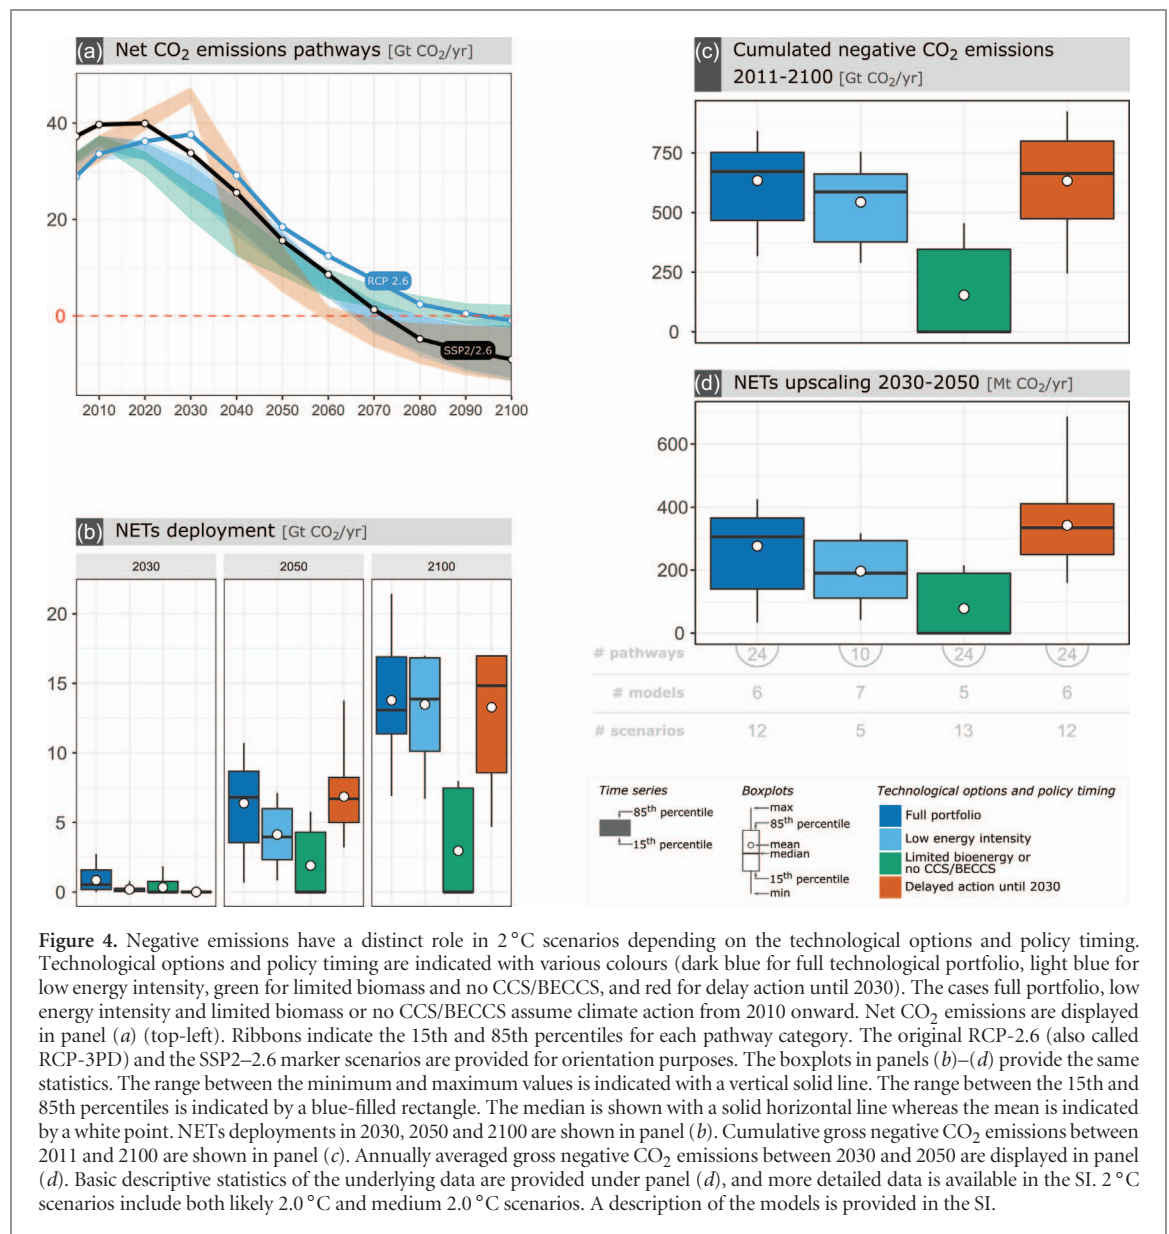 (a) Net CO₂ emissions pathways [Gt CO₂/yr]
40
20
0
RCP 2.6
SSP2/2.6
2010 2020 2030 2040 2050 2060 2070 2080 2090 2100
(b) NETs deployment [Gt CO₂/yr]
2030 2050 2100
20
15
10
5
0
(c) Cumulated negative CO₂ emissions
2011-2100 [Gt CO₂/yr]
750
500
250
0
(d) NETs upscaling 2030-2050 [Mt CO₂/yr]
600
400
200
0
# pathways 24 10 24 24
# models 6 7 5 6
# scenarios 12 5 13 12
Time series
85th percentile
15th percentile
Boxplots
max
85th percentile
mean
median
15th percentile
min
Technological options and policy timing
Full portfolio
Low energy intensity
Limited bioenergy or
no CCS/BECCS
Delayed action until 2030
Figure 4. Negative emissions have a distinct role in 2 °C scenarios depending on the technological options and policy timing.
Technological options and policy timing are indicated with various colours (dark blue for full technological portfolio, light blue for
low energy intensity, green for limited biomass and no CCS/BECCS, and red for delay action until 2030). The cases full portfolio, low
energy intensity and limited biomass or no CCS/BECCS assume climate action from 2010 onward. Net CO₂ emissions are displayed
in panel (a) (top-left). Ribbons indicate the 15th and 85th percentiles for each pathway category. The original RCP-2.6 (also called
RCP-3PD) and the SSP2–2.6 marker scenarios are provided for orientation purposes. The boxplots in panels (b)–(d) provide the same
statistics. The range between the minimum and maximum values is indicated with a vertical solid line. The range between the 15th and
85th percentiles is indicated by a blue-filled rectangle. The median is shown with a solid horizontal line whereas the mean is indicated
by a white point. NETs deployments in 2030, 2050 and 2100 are shown in panel (b). Cumulative gross negative CO₂ emissions between
2011 and 2100 are shown in panel (c). Annually averaged gross negative CO₂ emissions between 2030 and 2050 are displayed in panel
(d). Basic descriptive statistics of the underlying data are provided under panel (d), and more detailed data is available in the SI. 2 °C
scenarios include both likely 2.0 °C and medium 2.0 °C scenarios. A description of the models is provided in the SI.